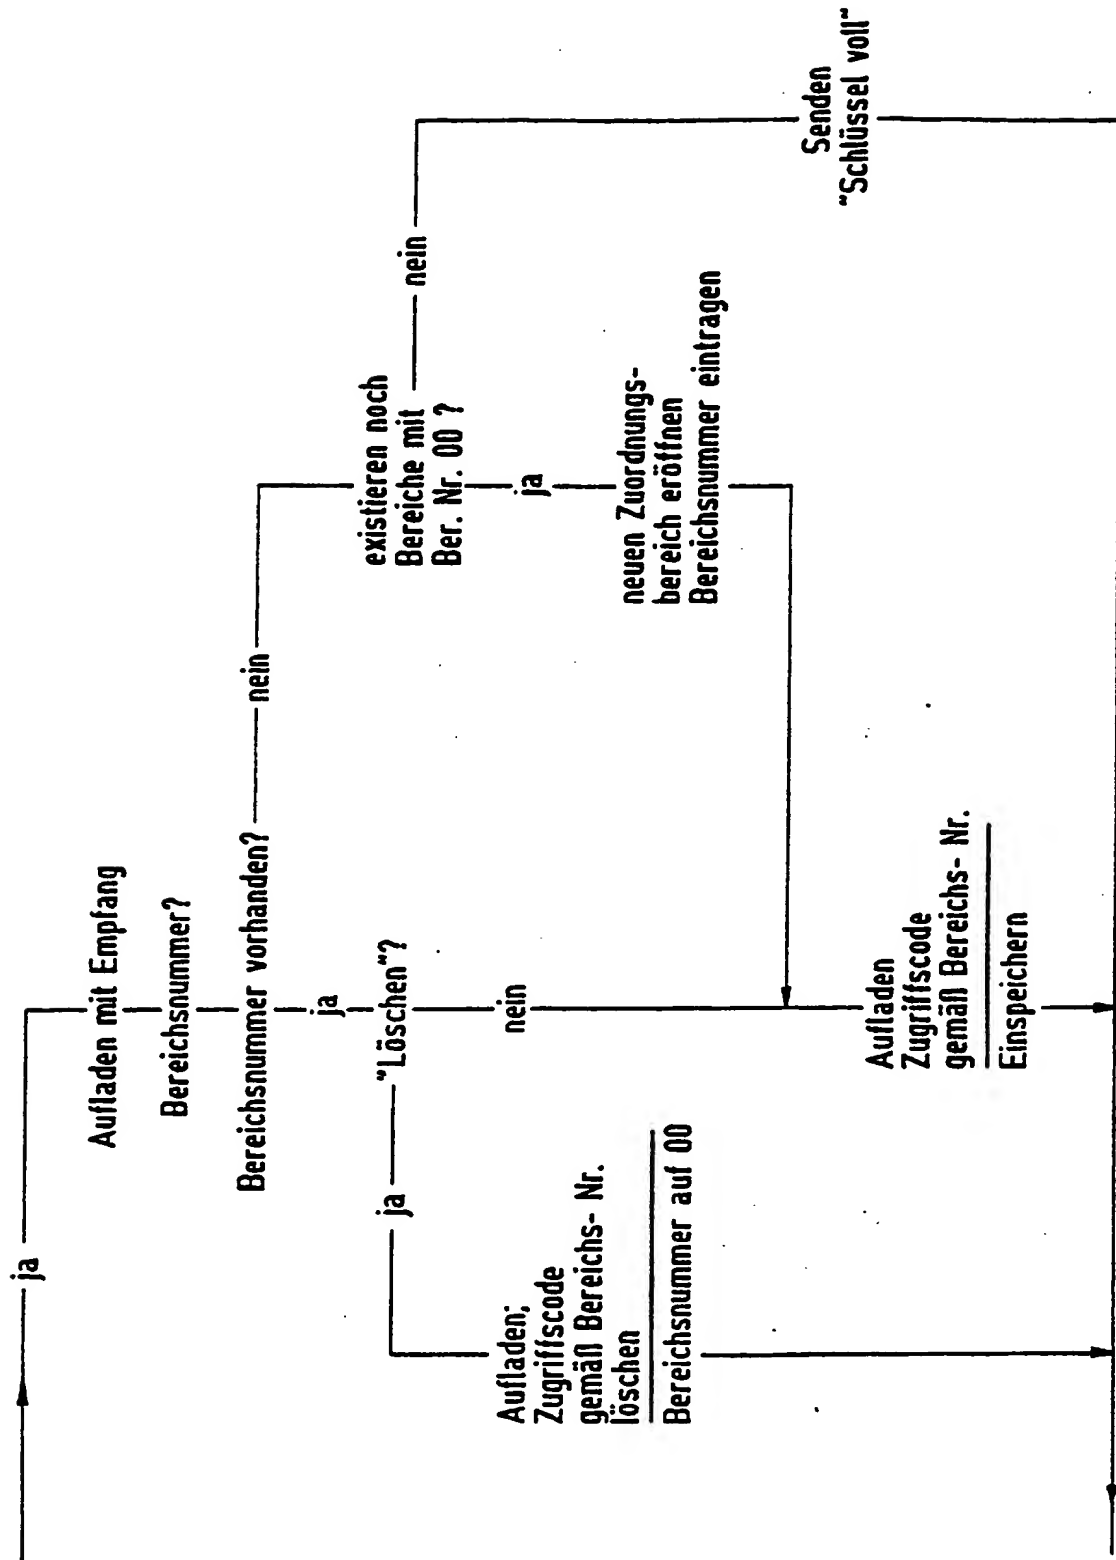 ja
Aufladen mit Empfang
Bereichsnummer?
Bereichsnummer vorhanden?
nein
ja
existieren noch
Bereiche mit
Ber. Nr. 00 ?
nein
ja
"Löschen"?
ja
nein
neuen Zuordnungs-
bereich eröffnen
Bereichsnummer eintragen
Senden
"Schlüssel voll"
Aufladen;
Zugriffscode
gemäß Bereichs- Nr.
löschen
Bereichsnummer auf 00
Aufladen
Zugriffscode
gemäß Bereichs- Nr.
Einspeichern